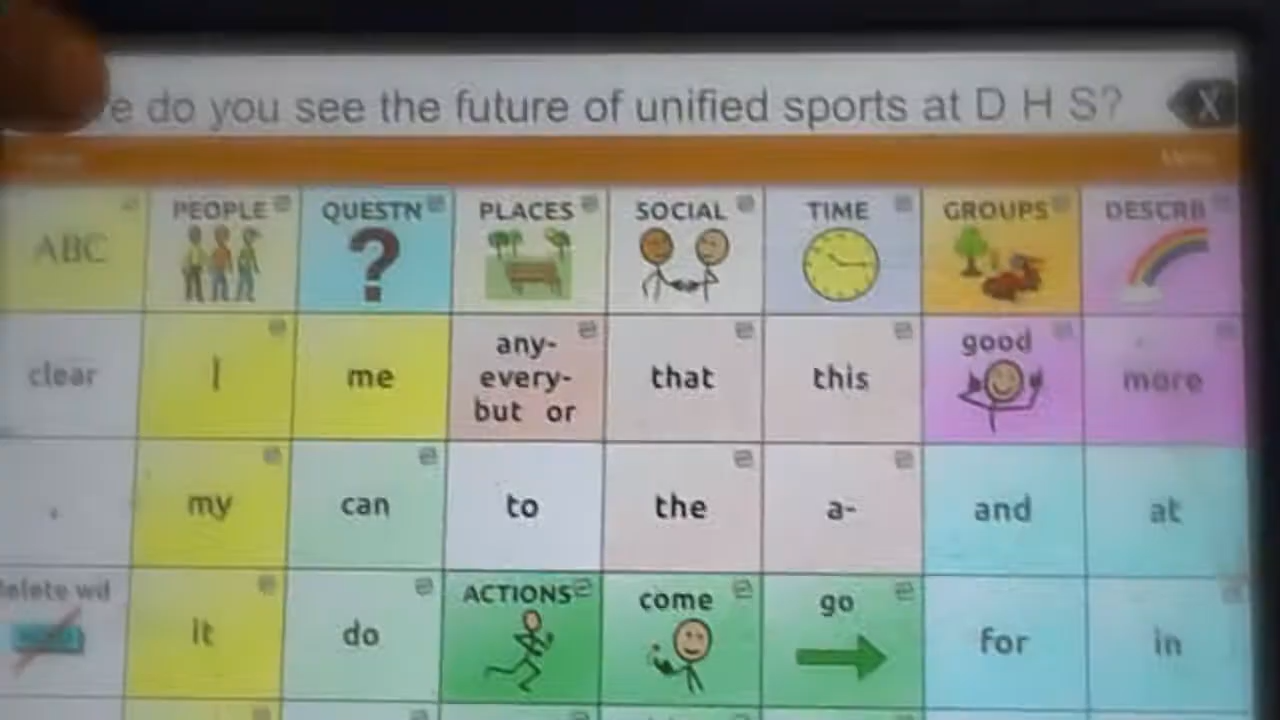 do you see the future of unified sports at D H S? X
ABC PEOPLE QUESTN PLACES SOCIAL TIME GROUPS DESCRB
clear I me any- every- but or that this good more
. my can to the a- and at
it do ACTIONS come go for in